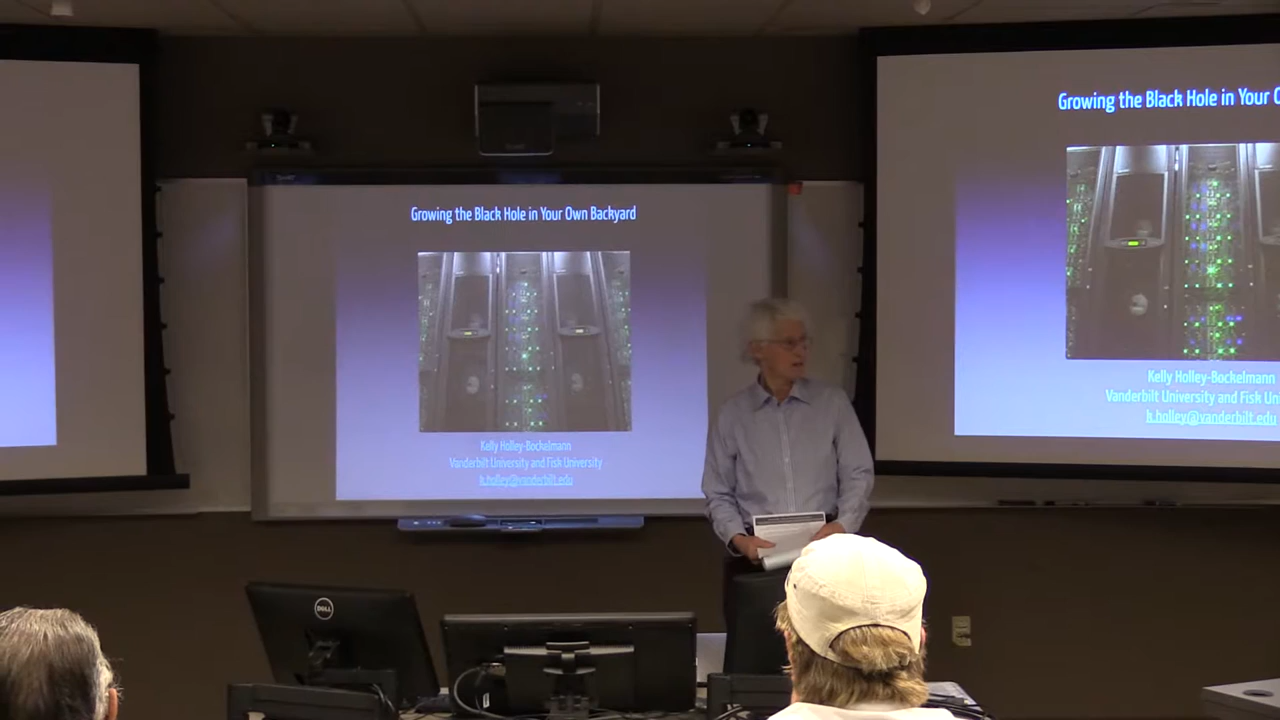 Growing the Black Hole in Your Own Backyard
Kelly Holley-Bockelmann
Vanderbilt University and Fisk University
k.holley@vanderbilt.edu
Growing the Black Hole in Your
Kelly Holley-Bockelmann
Vanderbilt University and Fisk
k.holley@vanderbilt.edu
DELL